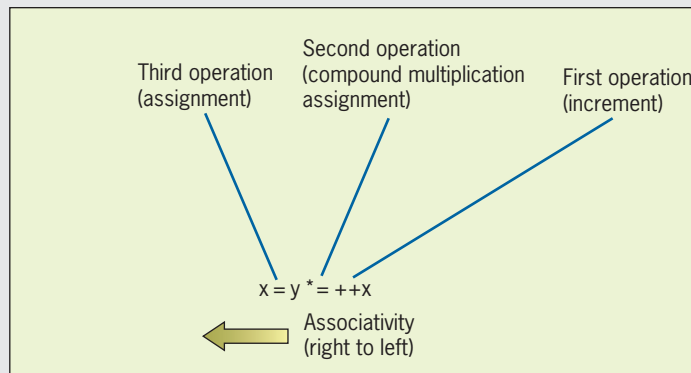 Third operation
(assignment)
Second operation
(compound multiplication
assignment)
First operation
(increment)
x = y *= ++x
Associativity
(right to left)